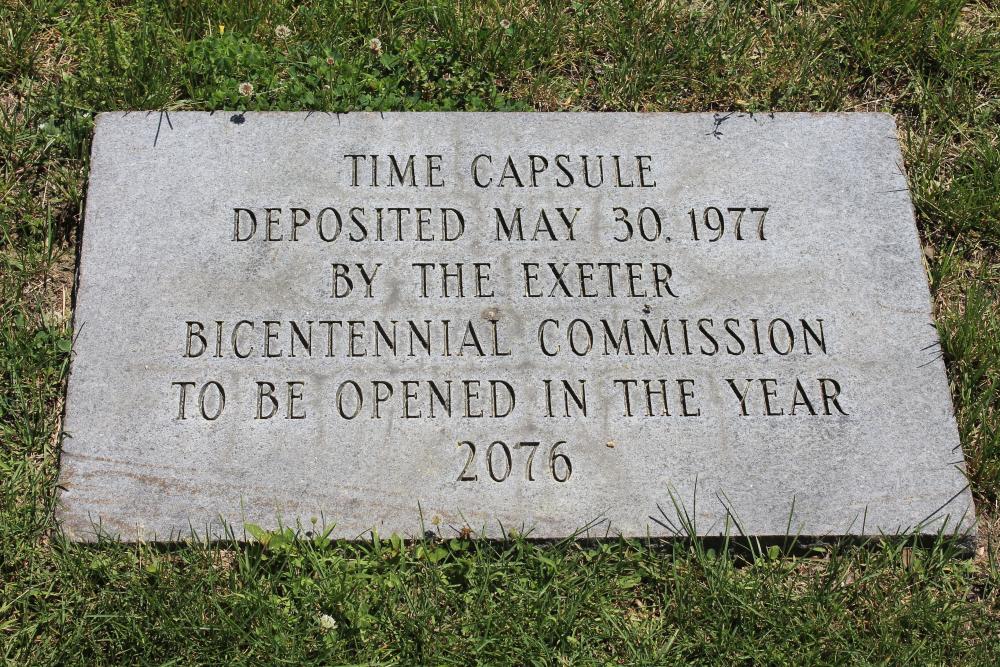 TIME CAPSULE
DEPOSITED MAY 30, 1977
BY THE EXETER
BICENTENNIAL COMMISSION
TO BE OPENED IN THE YEAR
2076